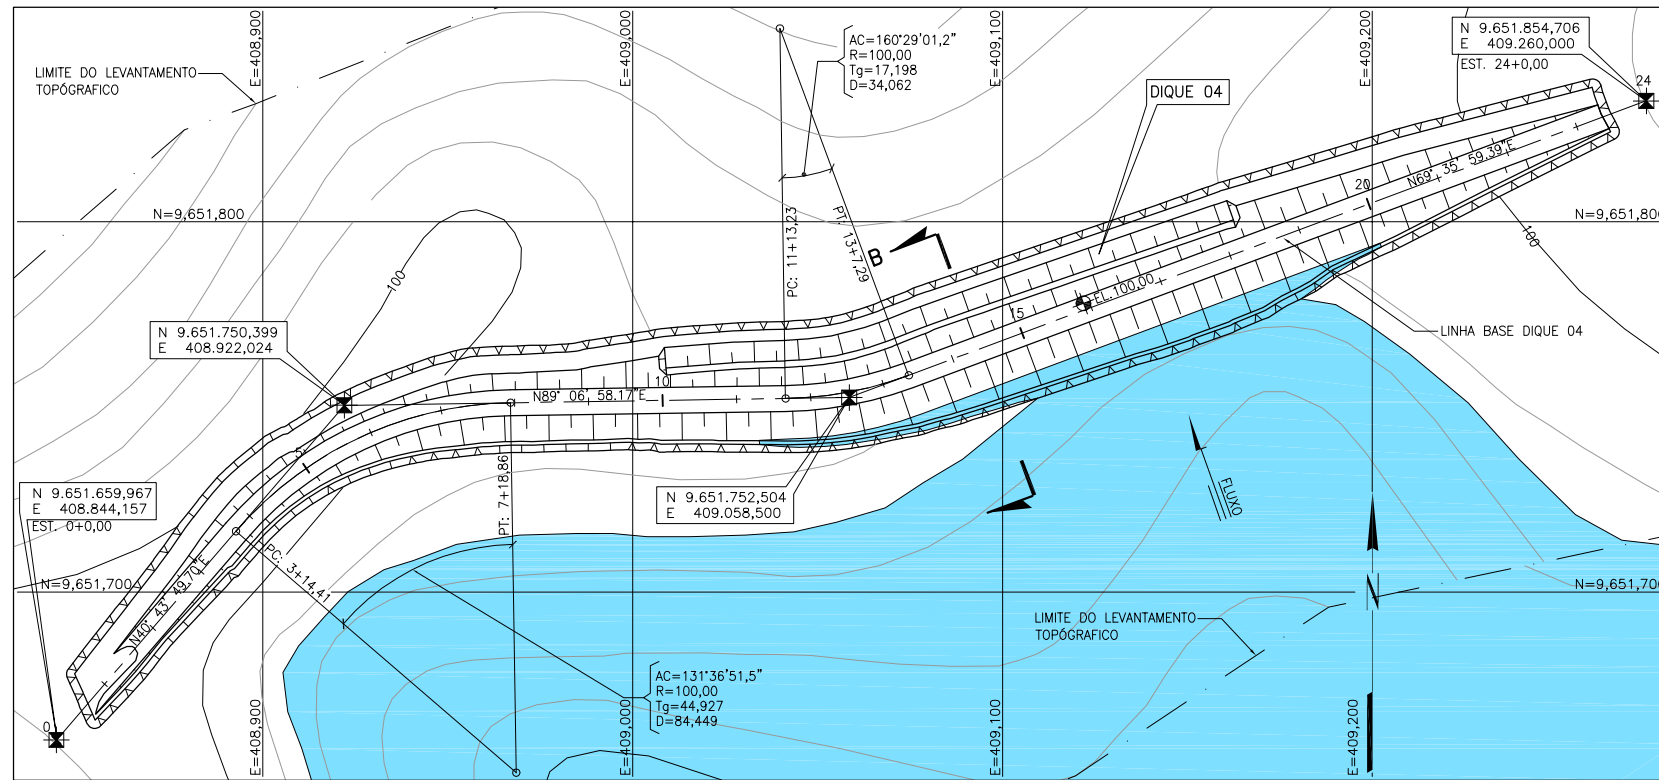 E=408,900
E=409,000
E=409,100
E=409,200
LIMITE DO LEVANTAMENTO
TOPÓGRAFICO
AC=160°29'01,2"
R=100,00
Tg=17,198
D=34,062
DIQUE 04
N 9.651.854,706
E 409.260,000
EST. 24+0,00
24
N=9,651,800
N=9,651,800
PC: 11+13,23
PT: 13+7,29
B
20
N69° 35' 59.39"E
100
100
EL.100,00
15
LINHA BASE DIQUE 04
N 9.651.750,399
E 408.922,024
10
N89° 06' 58.17"E
5
N 9.651.659,967
E 408.844,157
EST. 0+0,00
PT: 7+18,86
N 9.651.752,504
E 409.058,500
FLUXO
PC: 3+14,41
N=9,651,700
N=9,651,700
N40° 43' 49.70"E
N
LIMITE DO LEVANTAMENTO
TOPÓGRAFICO
AC=131°36'51,5"
R=100,00
Tg=44,927
D=84,449
0
E=408,900
E=409,000
E=409,100
E=409,200